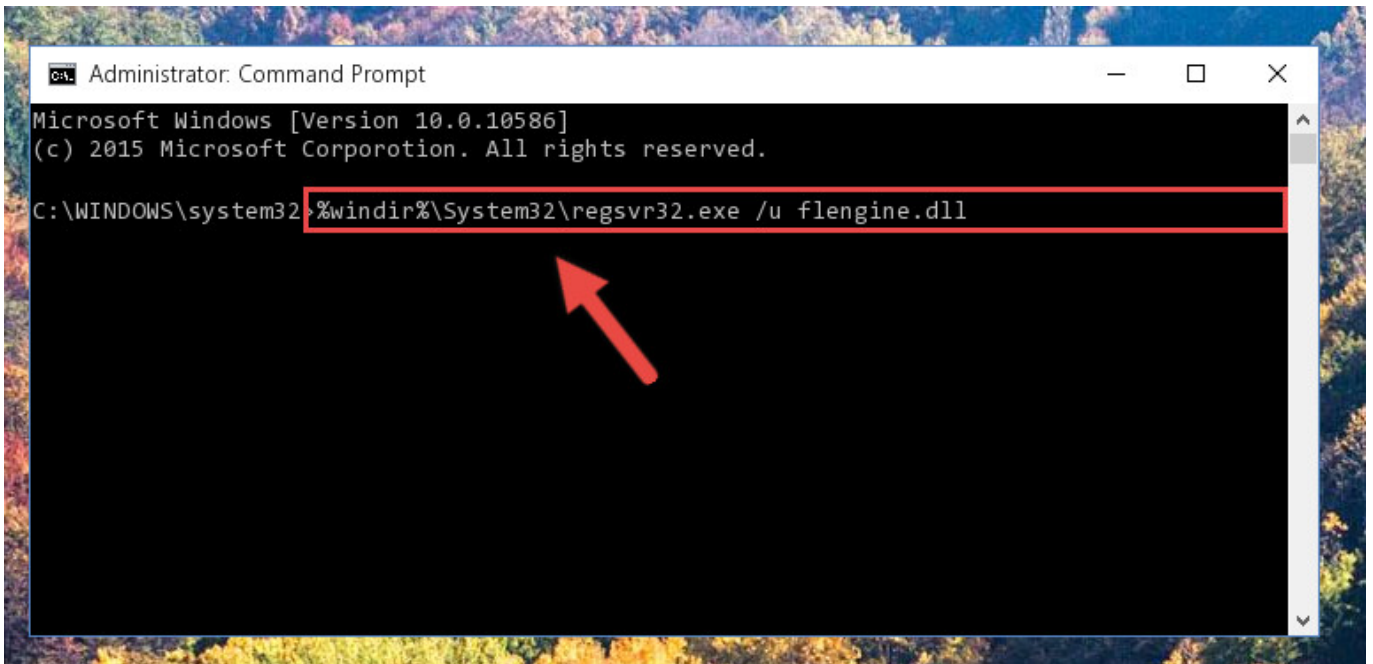 Administrator: Command Prompt
Microsoft Windows [Version 10.0.10586]
(c) 2015 Microsoft Corporotion. All rights reserved.
C:\WINDOWS\system32>%windir%\System32\regsvr32.exe /u flengine.dll